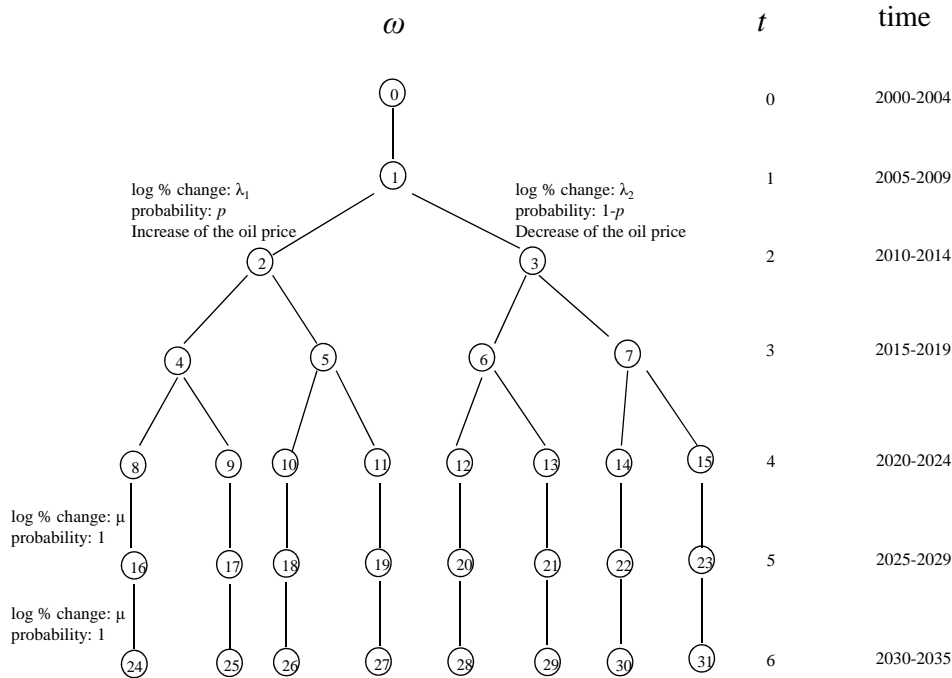 ω t time
0 0 2000-2004
1 1 2005-2009
log % change: λ₁
probability: p
Increase of the oil price
log % change: λ₂
probability: 1-p
Decrease of the oil price
2 3 2 2010-2014
4 5 6 7 3 2015-2019
8 9 10 11 12 13 14 15 4 2020-2024
log % change: μ
probability: 1
16 17 18 19 20 21 22 23 5 2025-2029
log % change: μ
probability: 1
24 25 26 27 28 29 30 31 6 2030-2035